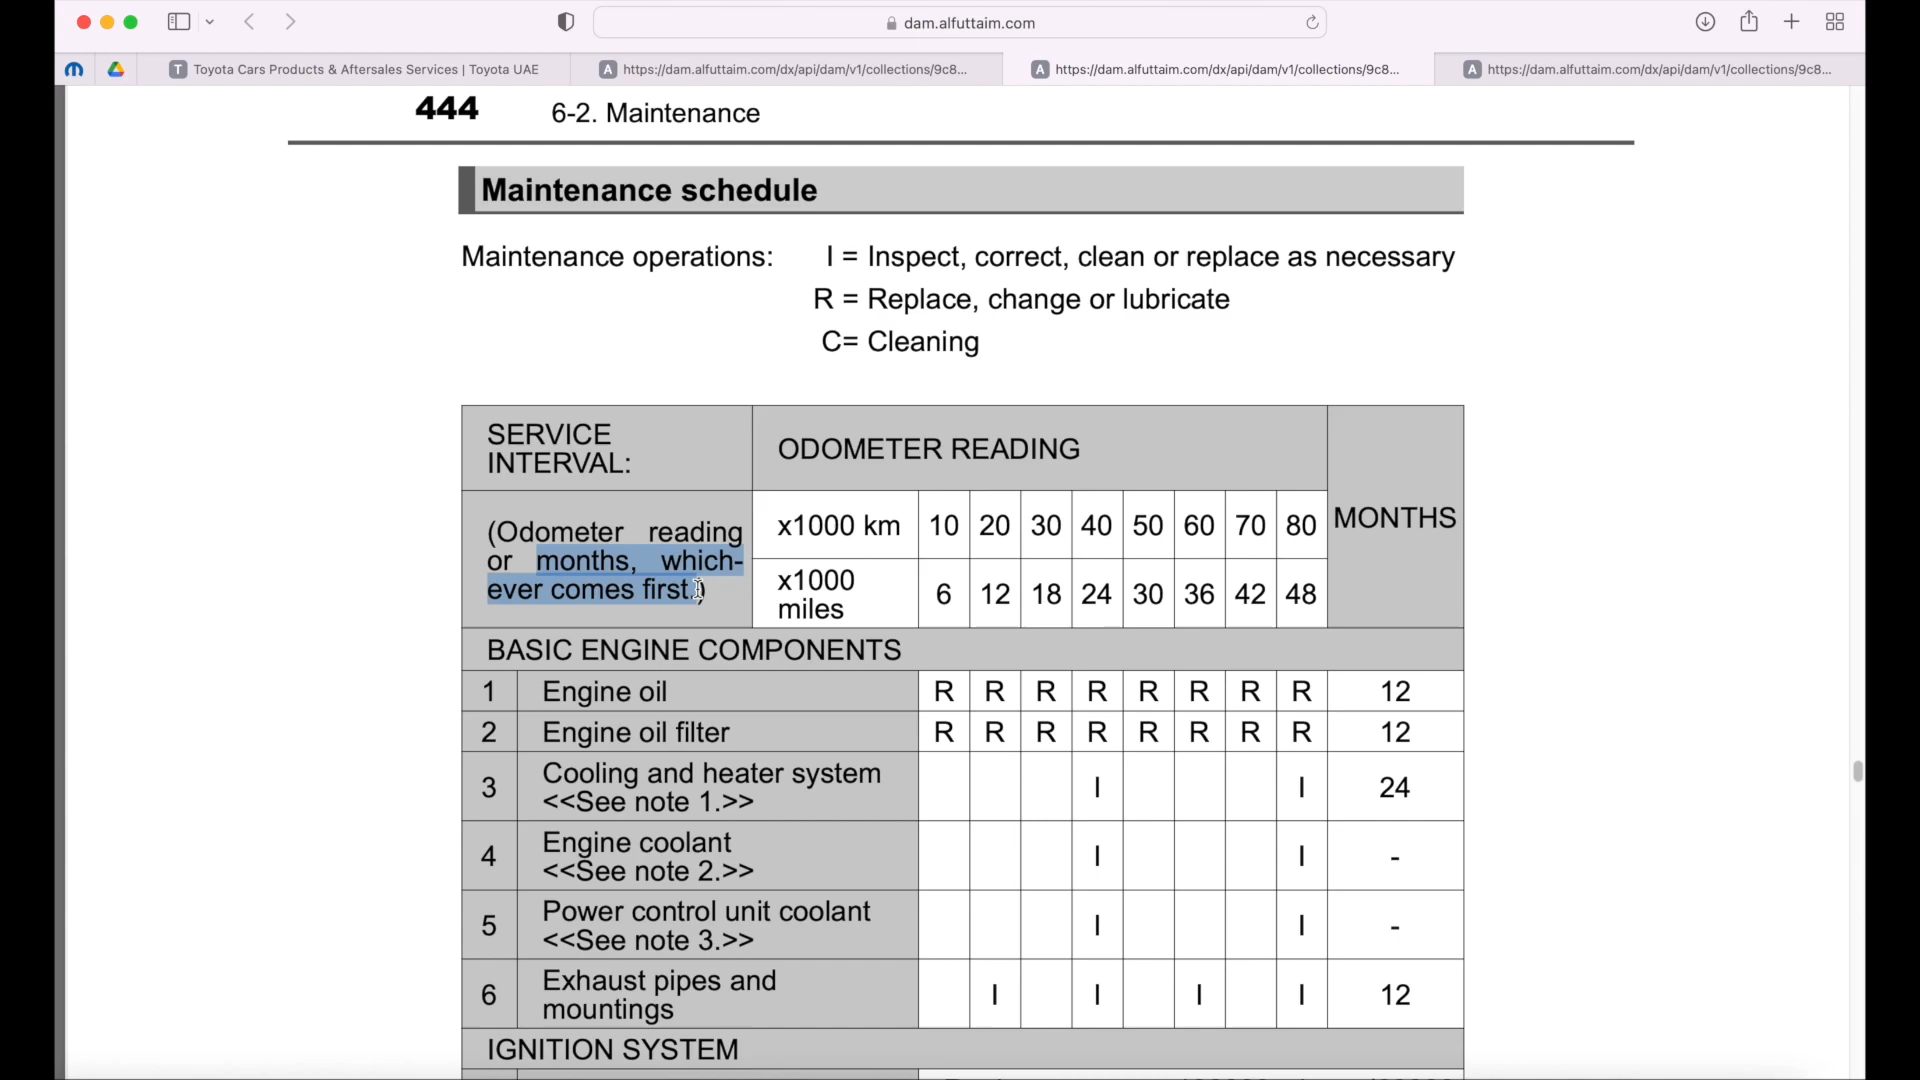 dam.alfuttaim.com
Toyota Cars Products & Aftersales Services | Toyota UAE
https://dam.alfuttaim.com/dx/api/dam/v1/collections/9c8...
https://dam.alfuttaim.com/dx/api/dam/v1/collections/9c8...
https://dam.alfuttaim.com/dx/api/dam/v1/collections/9c8...
444 6-2. Maintenance
Maintenance schedule
Maintenance operations: I = Inspect, correct, clean or replace as necessary
R = Replace, change or lubricate
C= Cleaning
SERVICE
INTERVAL:
ODOMETER READING
MONTHS
(Odometer reading
or months, which-
ever comes first.)
x1000 km 10 20 30 40 50 60 70 80
x1000
miles 6 12 18 24 30 36 42 48
BASIC ENGINE COMPONENTS
1 Engine oil R R R R R R R R 12
2 Engine oil filter R R R R R R R R 12
3 Cooling and heater system
<<See note 1.>> I I 24
4 Engine coolant
<<See note 2.>> I I -
5 Power control unit coolant
<<See note 3.>> I I -
6 Exhaust pipes and
mountings I I I I 12
IGNITION SYSTEM